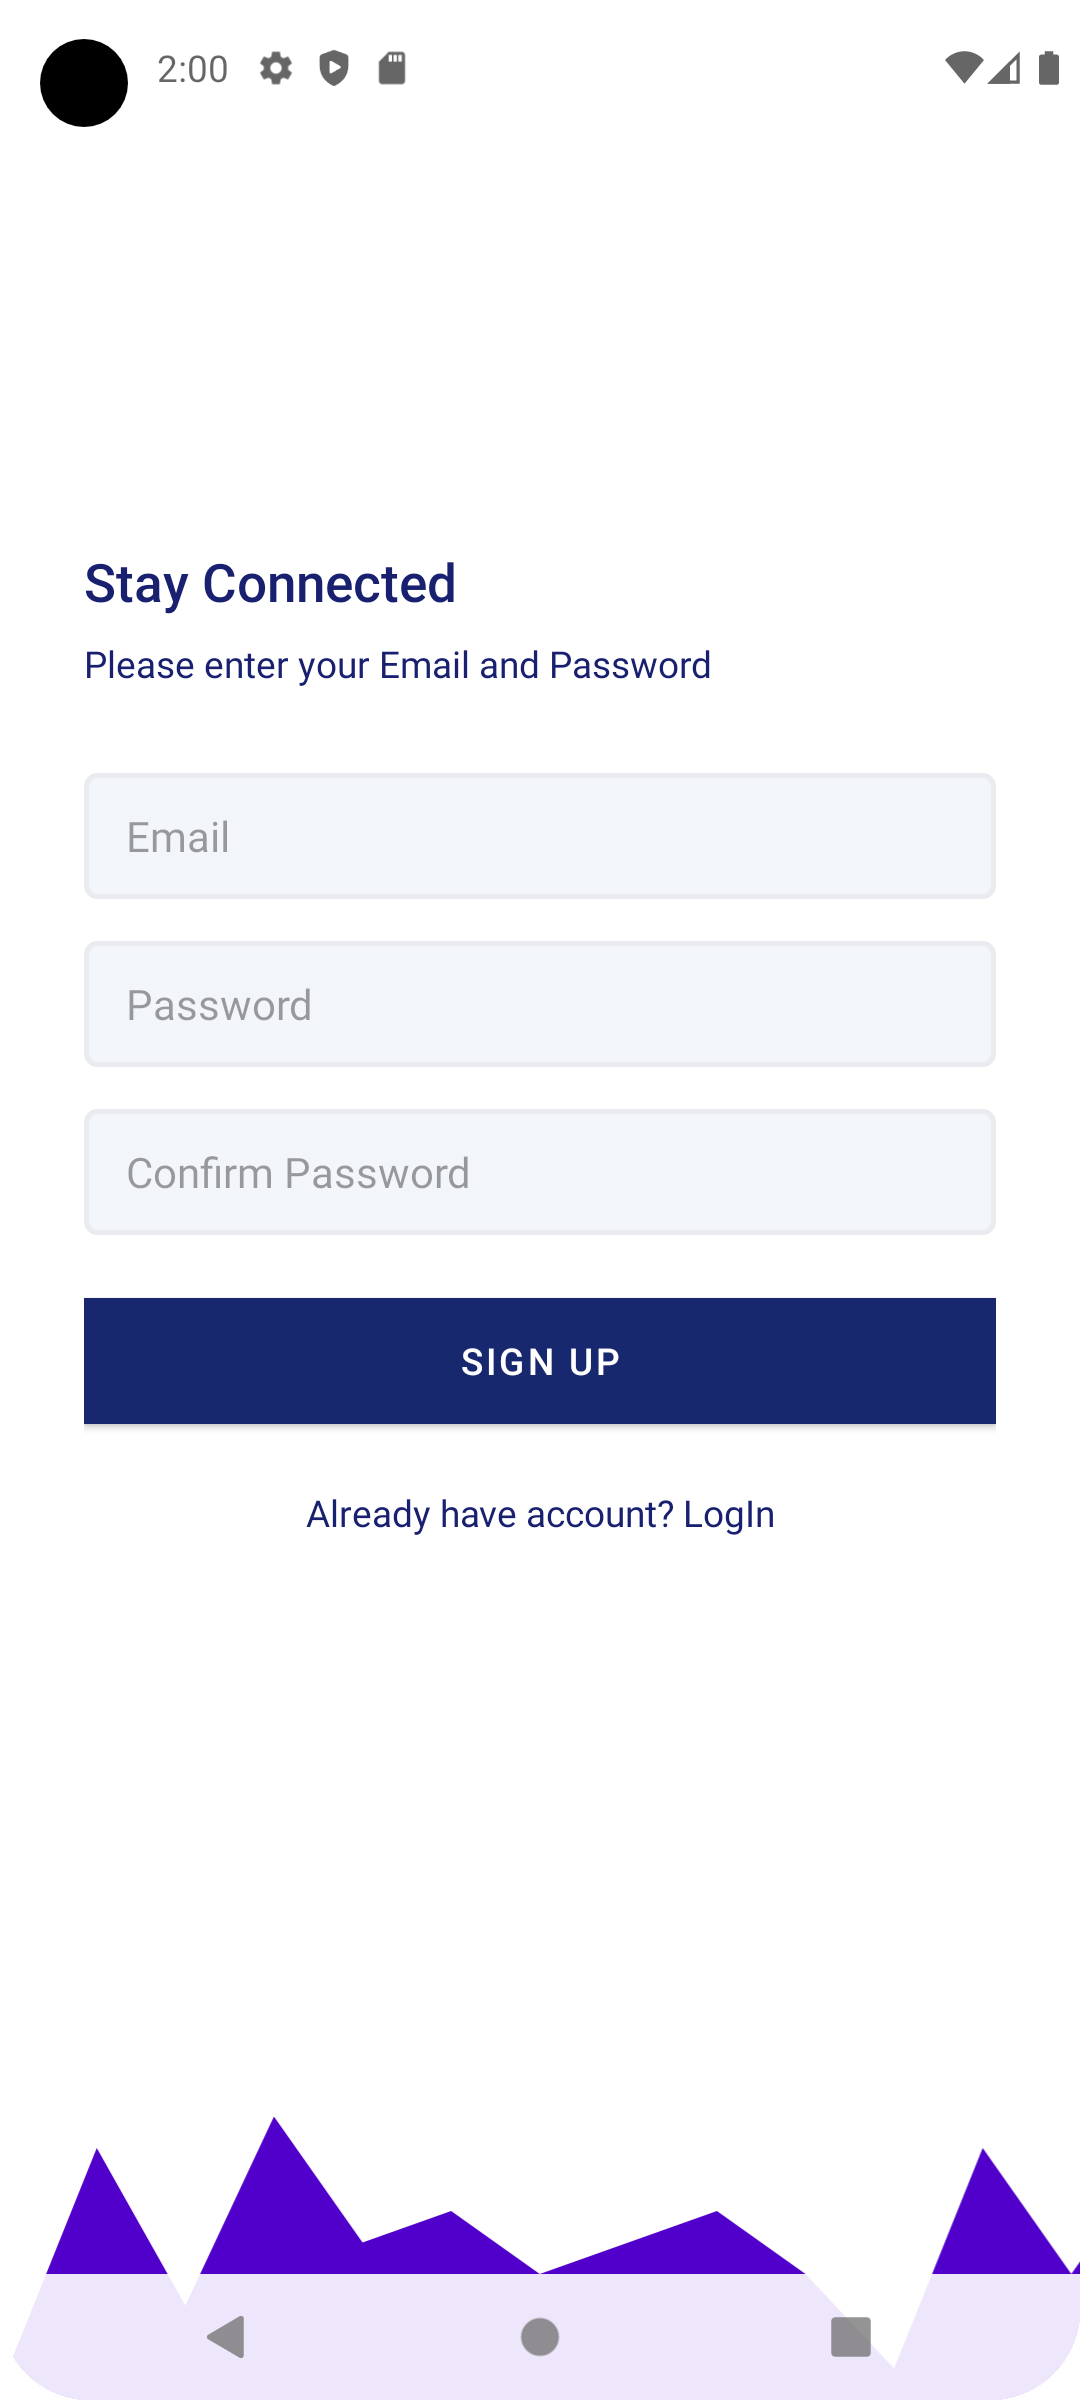 2:00
Stay Connected
Please enter your Email and Password
Email
Password
Confirm Password
SIGN UP
Already have account? LogIn